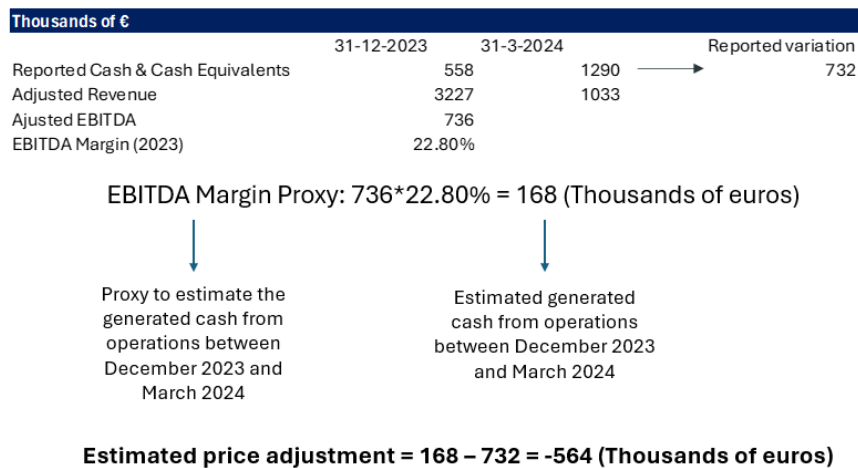 Thousands of €
31-12-2023 31-3-2024 Reported variation
Reported Cash & Cash Equivalents 558 1290 732
Adjusted Revenue 3227 1033
Ajusted EBITDA 736
EBITDA Margin (2023) 22.80%
EBITDA Margin Proxy: 736*22.80% = 168 (Thousands of euros)
Proxy to estimate the
generated cash from
operations between
December 2023 and
March 2024
Estimated generated
cash from operations
between December 2023
and March 2024
Estimated price adjustment = 168 – 732 = -564 (Thousands of euros)